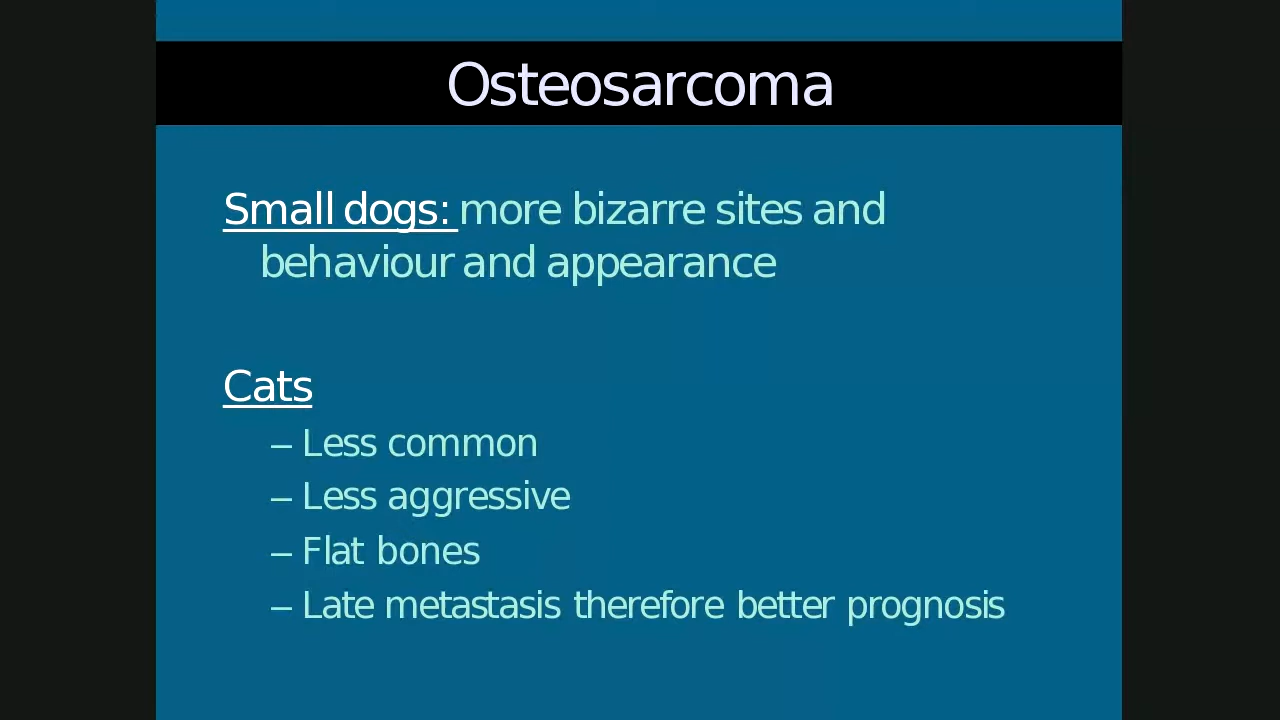 Osteosarcoma
Small dogs: more bizarre sites and
behaviour and appearance
Cats
– Less common
– Less aggressive
– Flat bones
– Late metastasis therefore better prognosis